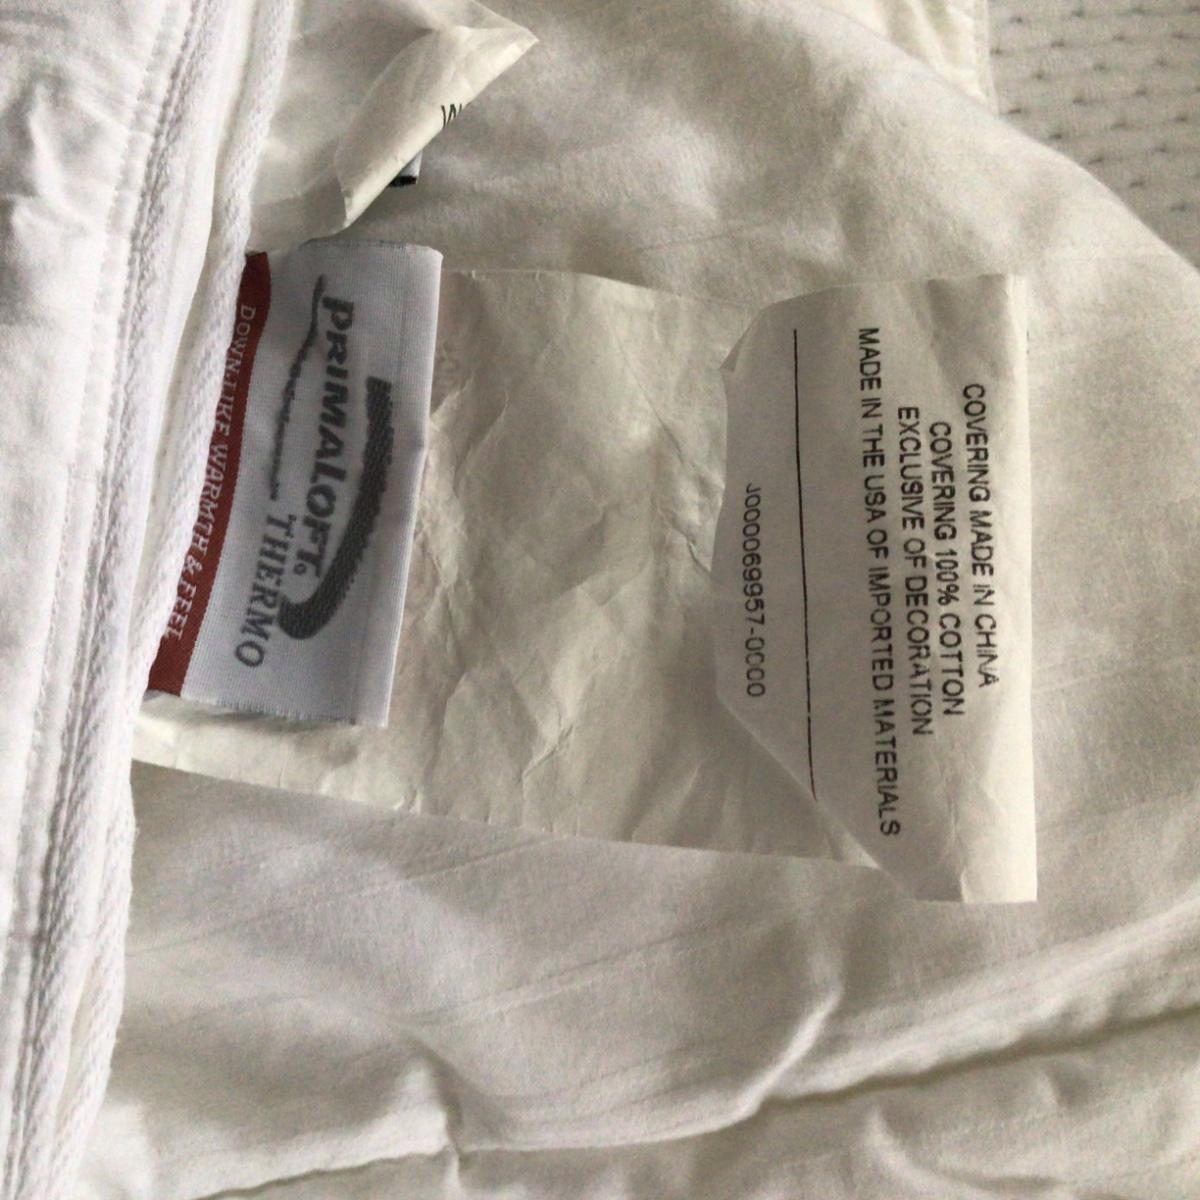 PRIMALOFT® THERMO
DOWN-LIKE WARMTH & FEEL
COVERING MADE IN CHINA
COVERING 100% COTTON
EXCLUSIVE OF DECORATION
MADE IN THE USA OF IMPORTED MATERIALS
J000069957-0000